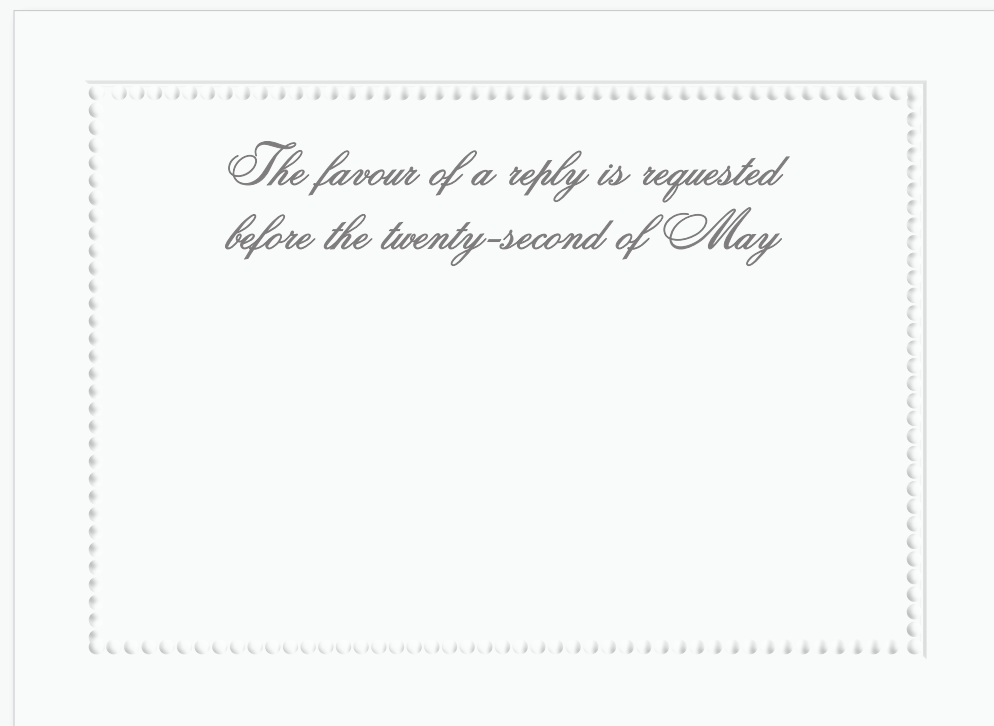 The favour of a reply is requested
before the twenty-second of May